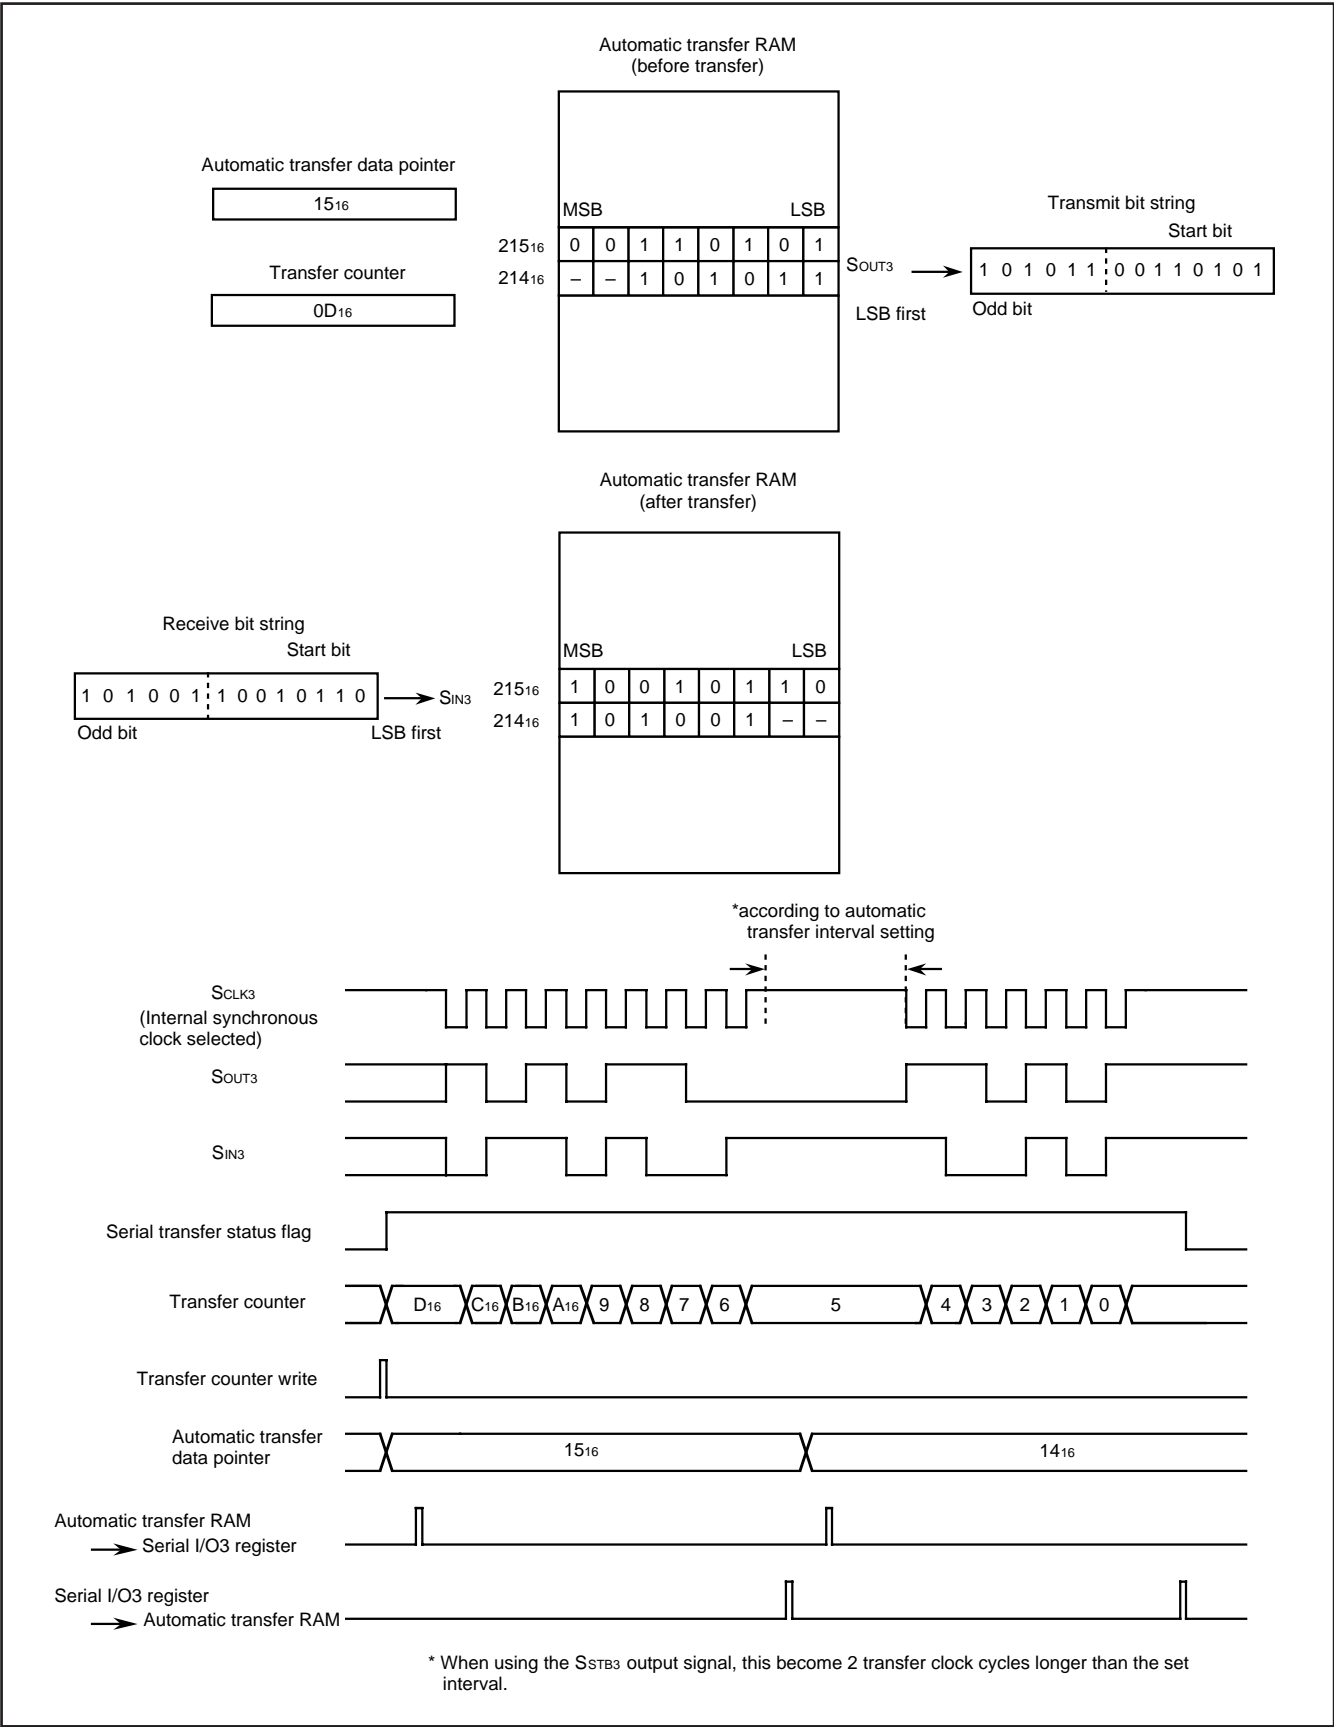 Automatic transfer RAM
(before transfer)
Automatic transfer data pointer
15₁₆
Transfer counter
0D₁₆
MSB LSB
215₁₆ 0 0 1 1 0 1 0 1
214₁₆ – – 1 0 1 0 1 1
SOUT3
LSB first
Transmit bit string
Start bit
1 0 1 0 1 1 0 0 1 1 0 1 0 1
Odd bit
Automatic transfer RAM
(after transfer)
Receive bit string
Start bit
1 0 1 0 0 1 1 0 0 1 0 1 1 0
SIN3
Odd bit
LSB first
MSB LSB
215₁₆ 1 0 0 1 0 1 1 0
214₁₆ 1 0 1 0 0 1 – –
*according to automatic
transfer interval setting
SCLK3
(Internal synchronous
clock selected)
SOUT3
SIN3
Serial transfer status flag
Transfer counter
D₁₆ C₁₆ B₁₆ A₁₆ 9 8 7 6 5 4 3 2 1 0
Transfer counter write
Automatic transfer
data pointer
15₁₆ 14₁₆
Automatic transfer RAM
Serial I/O3 register
Serial I/O3 register
Automatic transfer RAM
* When using the SSTB3 output signal, this become 2 transfer clock cycles longer than the set
interval.